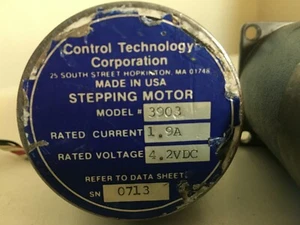 Control Technology
Corporation
25 SOUTH STREET HOPKINTON, MA 01748
MADE IN USA
STEPPING MOTOR
MODEL # 3903
RATED CURRENT 1.9A
RATED VOLTAGE 4.2VDC
REFER TO DATA SHEET
SN 0713